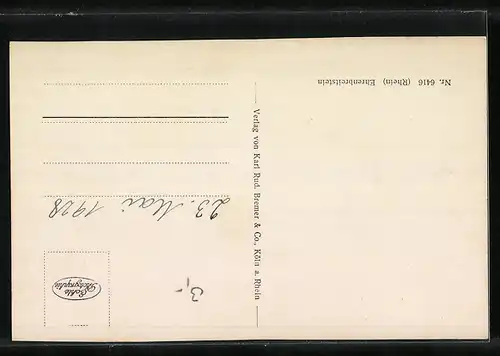 Nr. 6416 (Rhein) Ehrenbreitstein
Verlag von Karl Rud. Bremer & Co., Köln a. Rhein
23. Mai 1928
3,-
Echte
Photographie